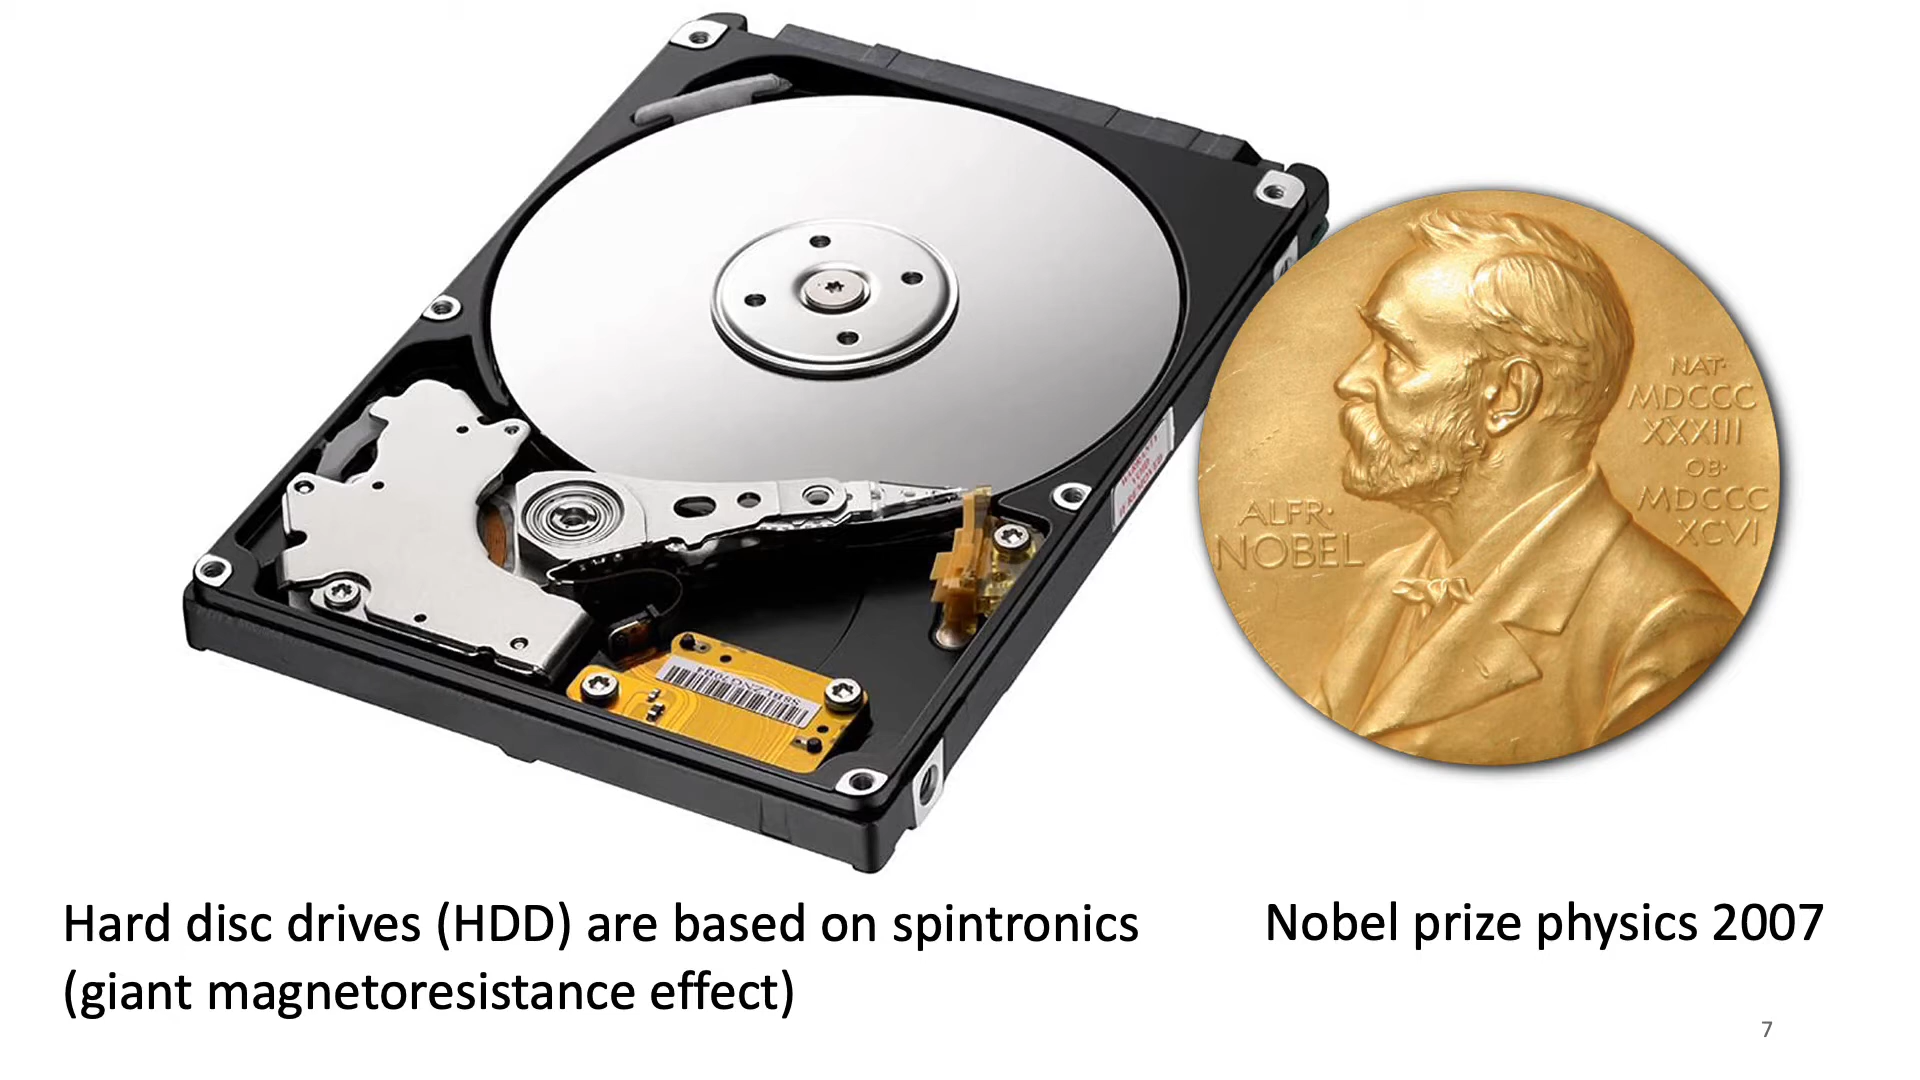 NAT·
MDCCC
XXXIII
OB·
MDCCC
XCVI
ALFR·
NOBEL
Hard disc drives (HDD) are based on spintronics
(giant magnetoresistance effect)
Nobel prize physics 2007
7